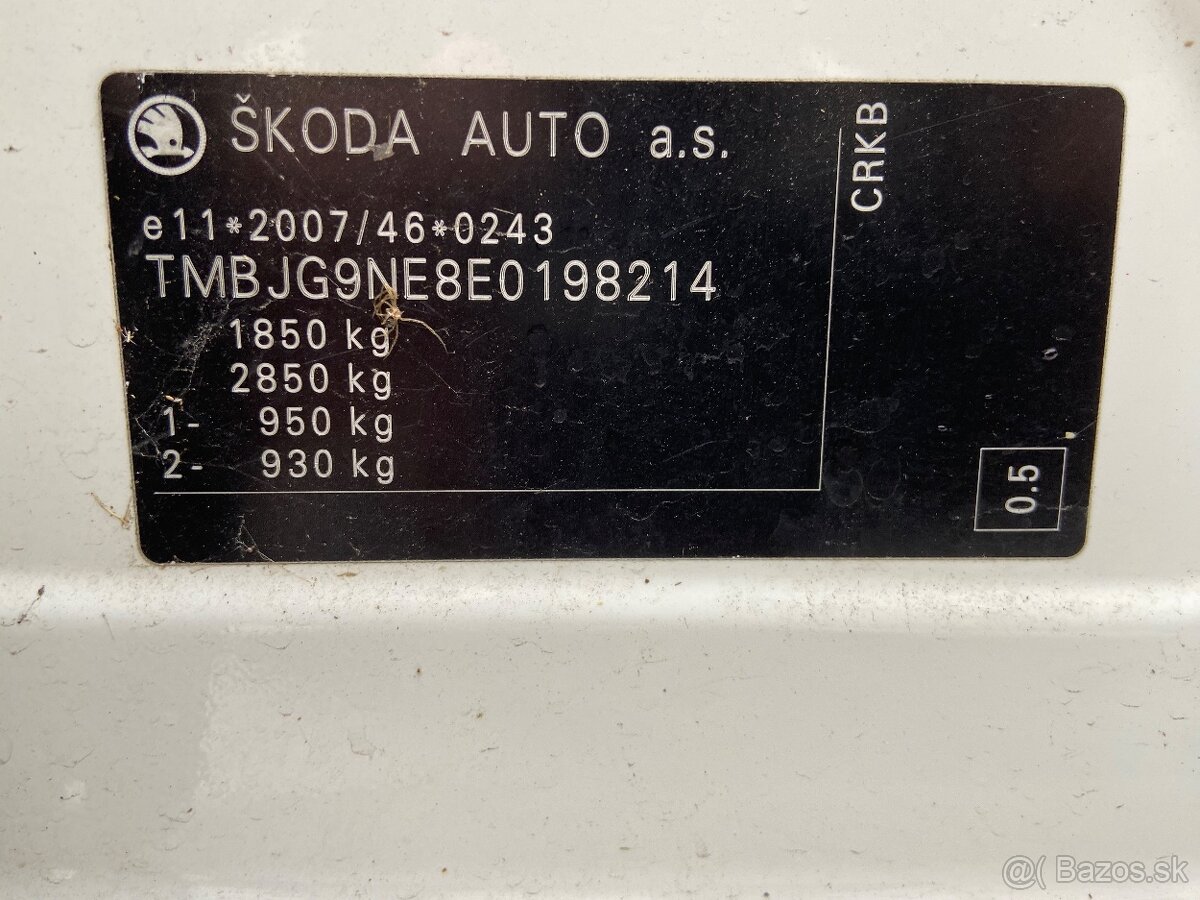 ŠKODA AUTO a.s.
e11*2007/46*0243
TMBJG9NE8E0198214
1850 kg
2850 kg
1- 950 kg
2- 930 kg
CRKB
0.5
@( Bazos.sk